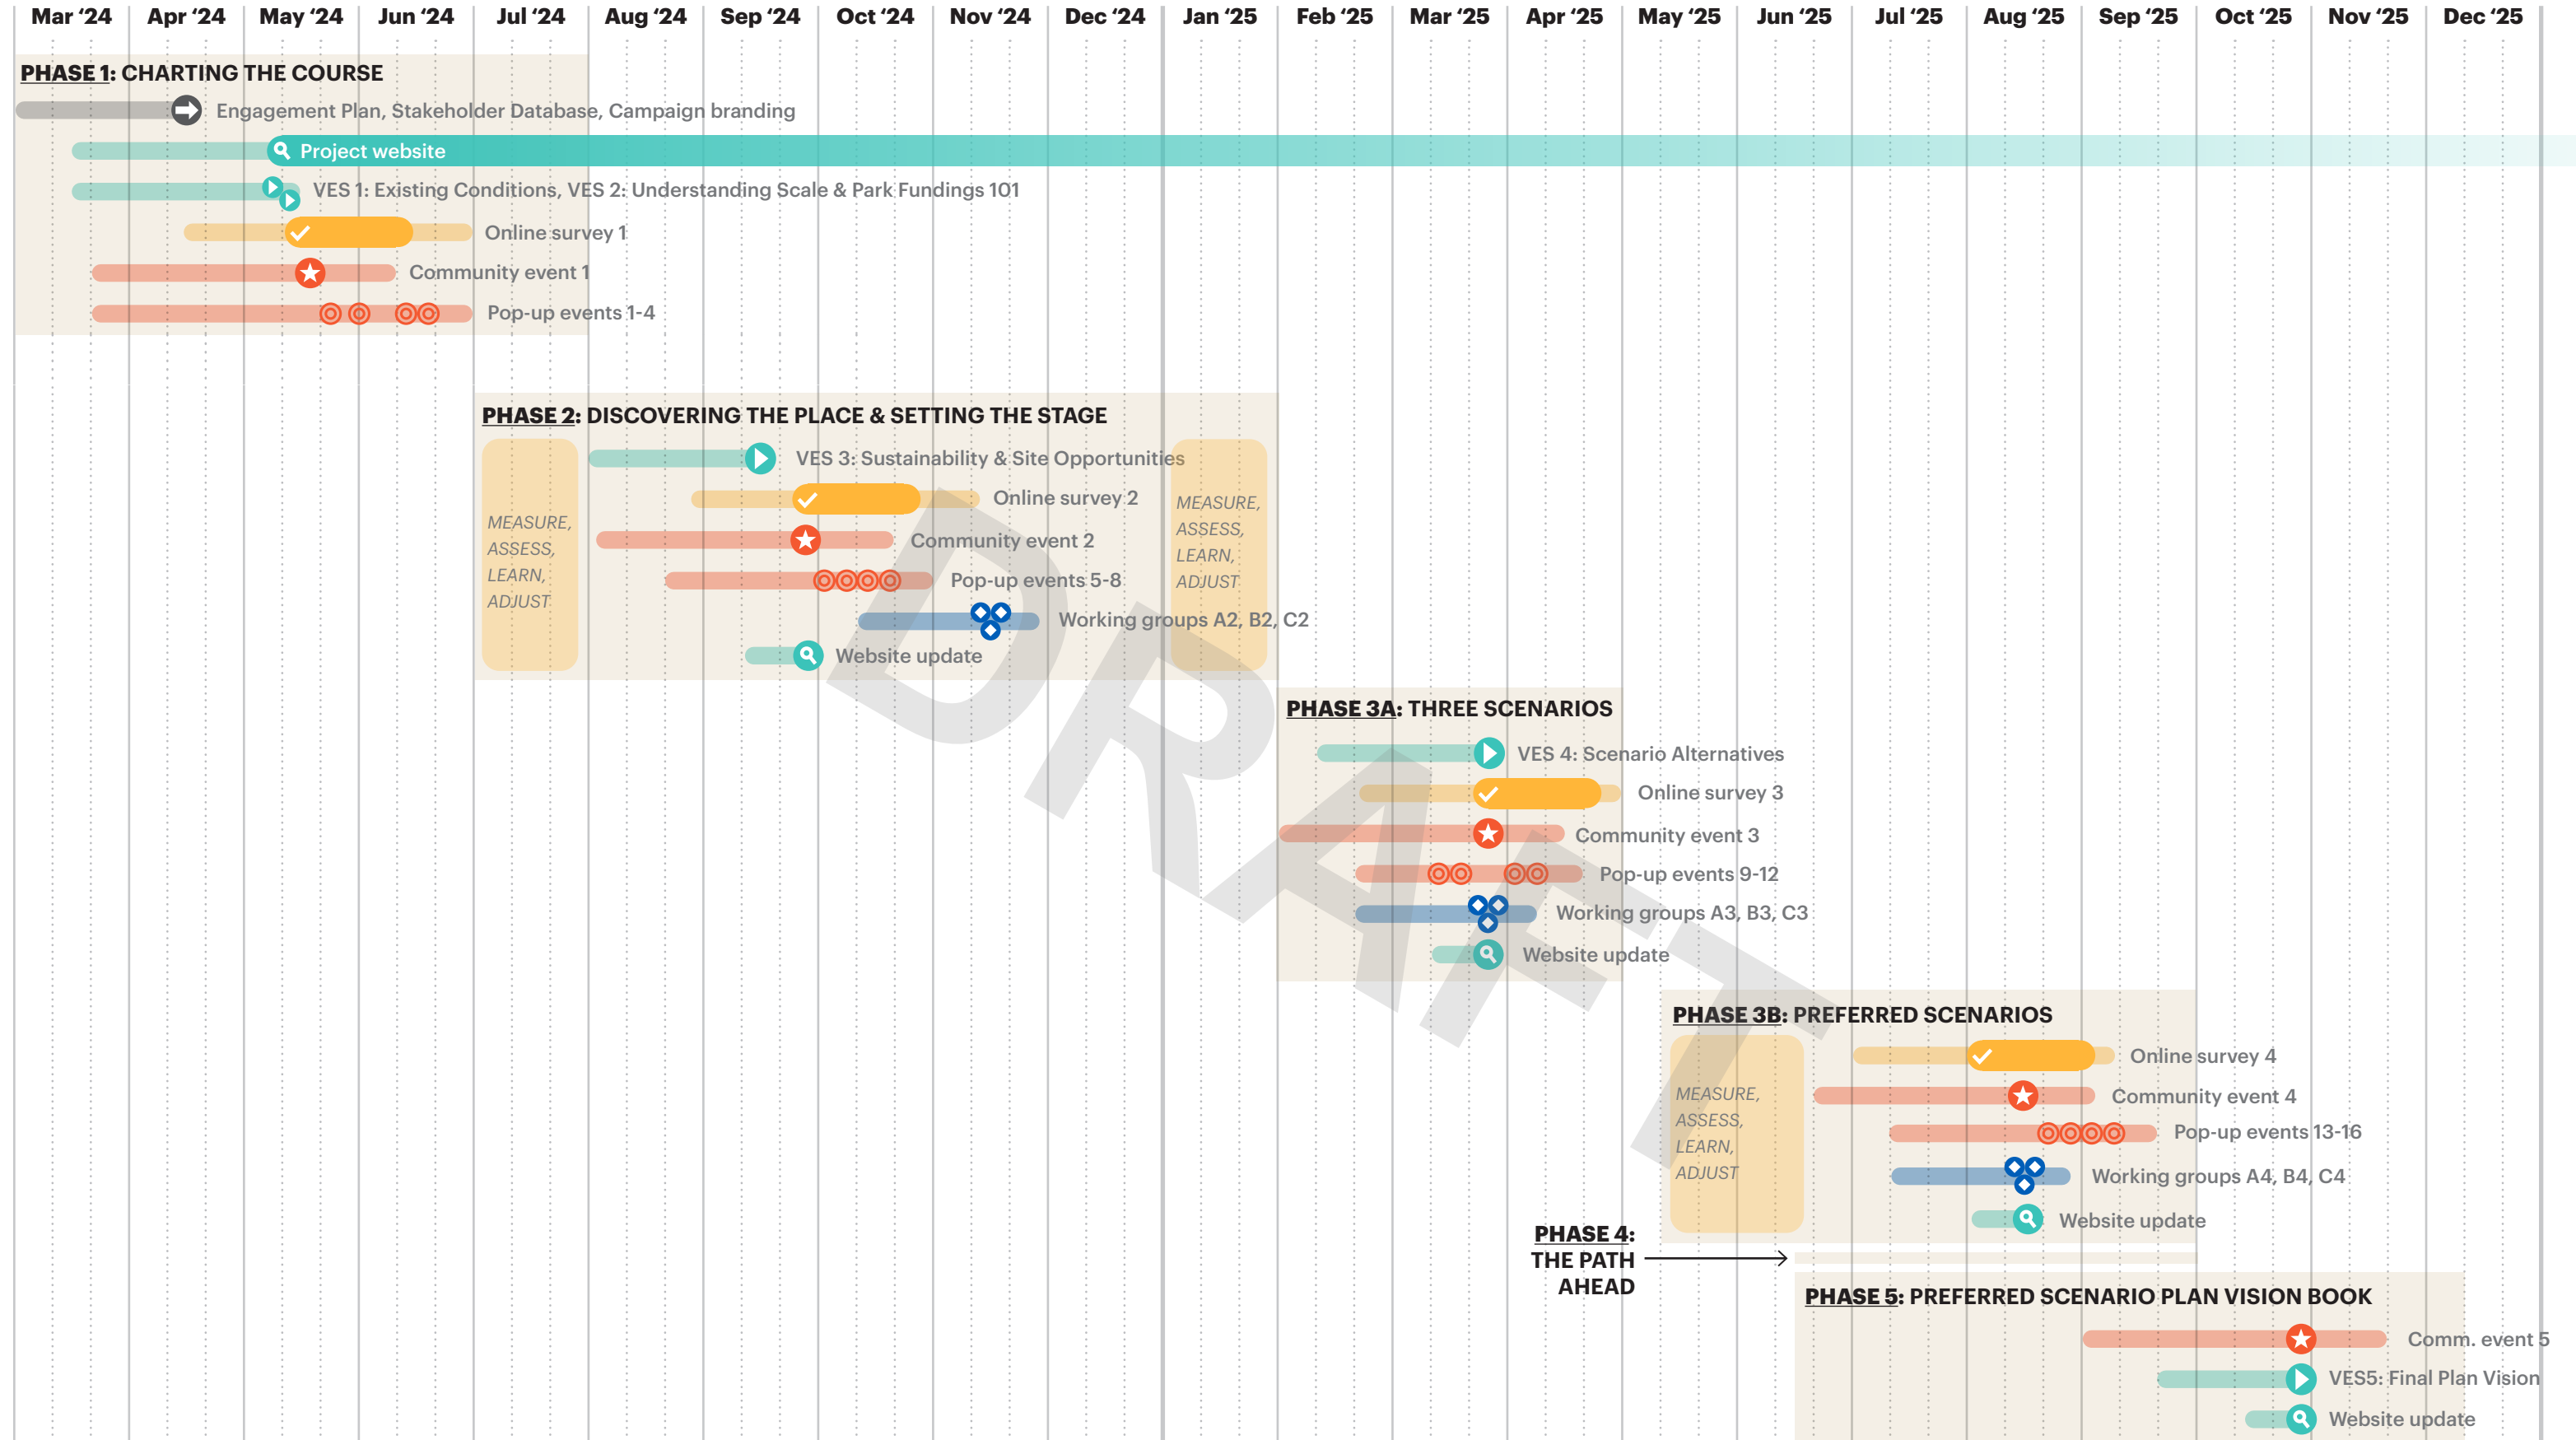 Mar ‘24 Apr ‘24 May ‘24 Jun ‘24 Jul ‘24 Aug ‘24 Sep ‘24 Oct ‘24 Nov ‘24 Dec ‘24 Jan ‘25 Feb ‘25 Mar ‘25 Apr ‘25 May ‘25 Jun ‘25 Jul ‘25 Aug ‘25 Sep ‘25 Oct ‘25 Nov ‘25 Dec ‘25
PHASE 1: CHARTING THE COURSE
Engagement Plan, Stakeholder Database, Campaign branding
Project website
VES 1: Existing Conditions, VES 2: Understanding Scale & Park Fundings 101
Online survey 1
Community event 1
Pop-up events 1-4
PHASE 2: DISCOVERING THE PLACE & SETTING THE STAGE
MEASURE,
ASSESS,
LEARN,
ADJUST
VES 3: Sustainability & Site Opportunities
Online survey 2
Community event 2
Pop-up events 5-8
Working groups A2, B2, C2
Website update
MEASURE,
ASSESS,
LEARN,
ADJUST
DRAFT
PHASE 3A: THREE SCENARIOS
VES 4: Scenario Alternatives
Online survey 3
Community event 3
Pop-up events 9-12
Working groups A3, B3, C3
Website update
PHASE 3B: PREFERRED SCENARIOS
MEASURE,
ASSESS,
LEARN,
ADJUST
Online survey 4
Community event 4
Pop-up events 13-16
Working groups A4, B4, C4
Website update
PHASE 4:
THE PATH
AHEAD
PHASE 5: PREFERRED SCENARIO PLAN VISION BOOK
Comm. event 5
VES5: Final Plan Vision
Website update